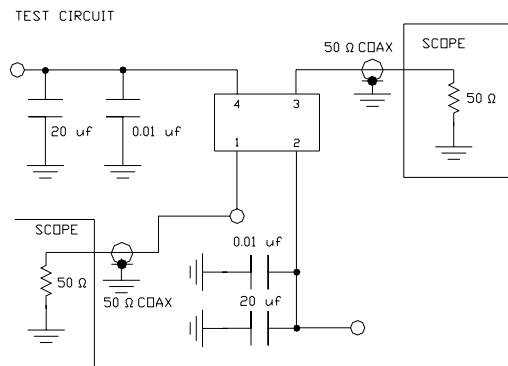 TEST CIRCUIT
50 Ω COAX
SCOPE
4
3
50 Ω
20 uf
0.01 uf
1
2
SCOPE
0.01 uf
50 Ω
50 Ω COAX
20 uf